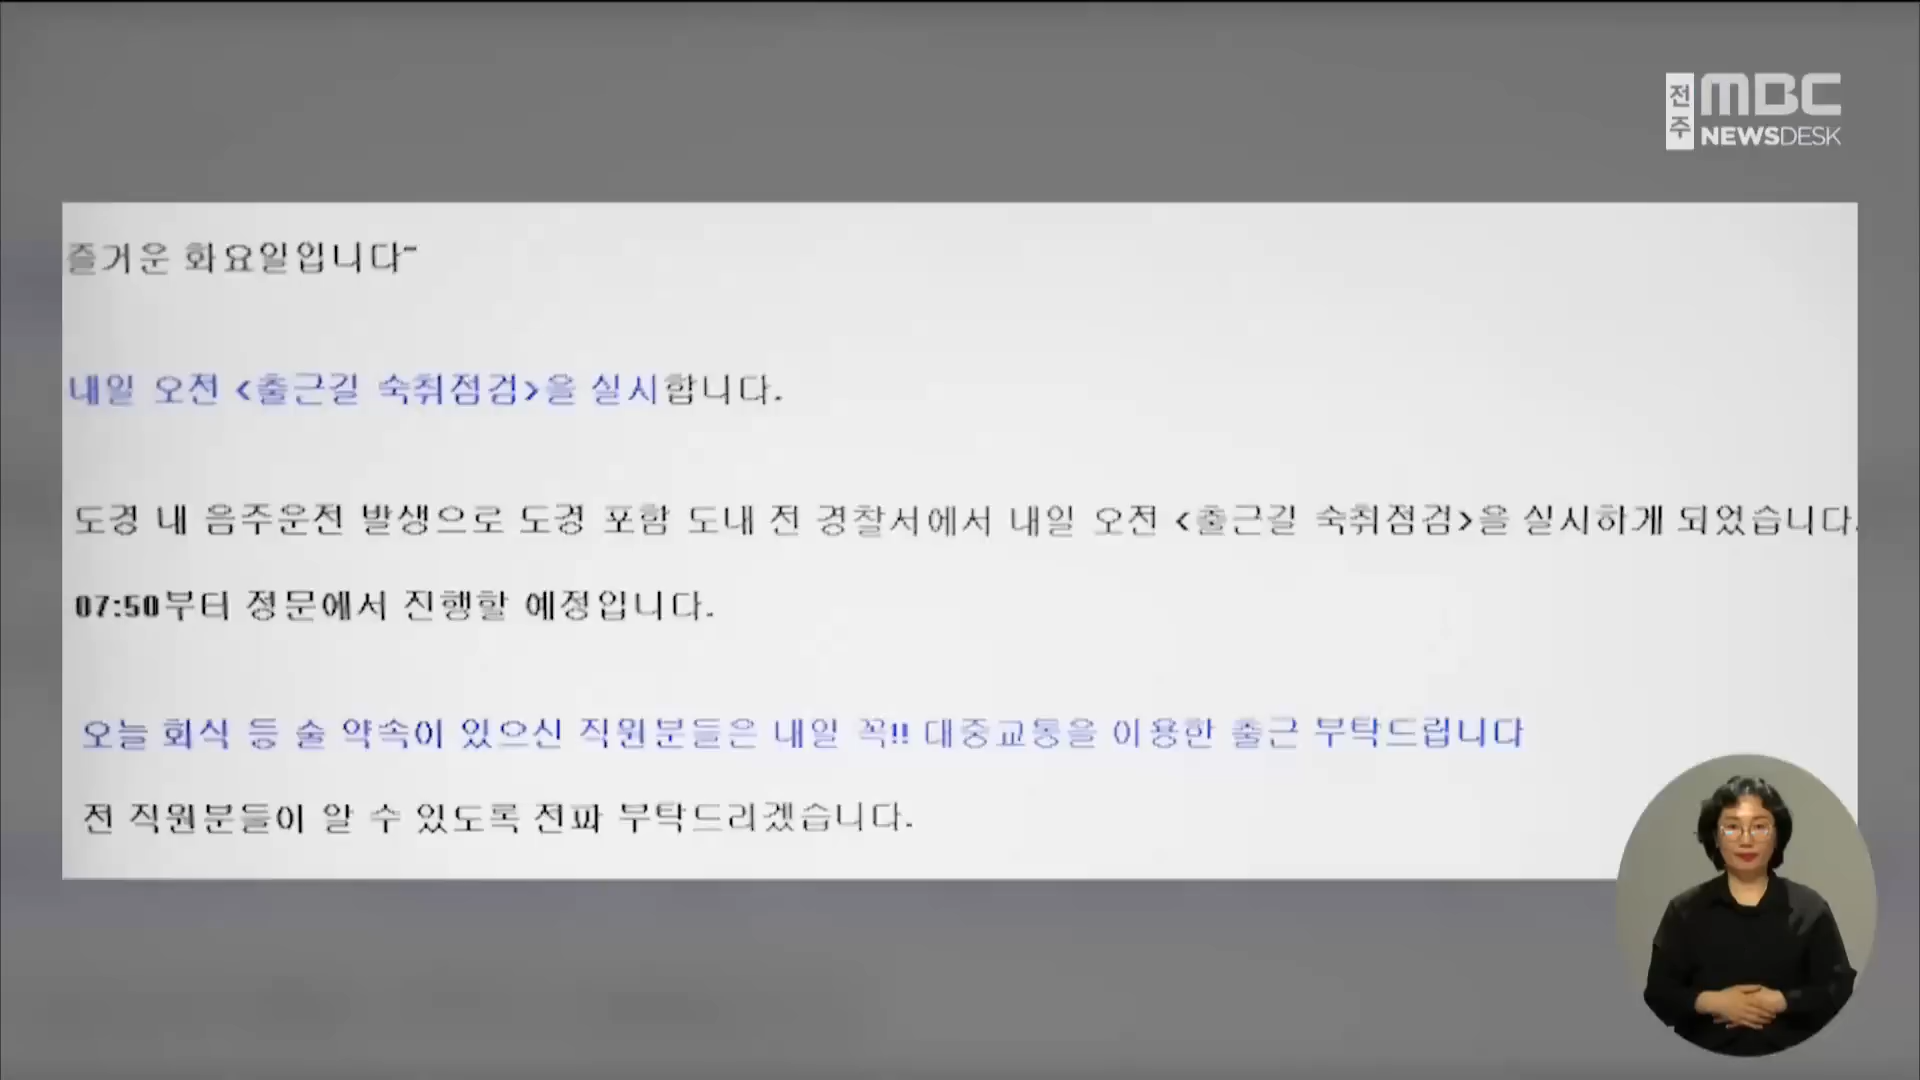 전주 MBC
NEWSDESK
즐거운 화요일입니다~
내일 오전 <출근길 숙취점검>을 실시합니다.
도경 내 음주운전 발생으로 도경 포함 도내 전 경찰서에서 내일 오전 <출근길 숙취점검>을 실시하게 되었습니다.
07:50부터 정문에서 진행할 예정입니다.
오늘 회식 등 술 약속이 있으신 직원분들은 내일 꼭!! 대중교통을 이용한 출근 부탁드립니다
전 직원분들이 알 수 있도록 전파 부탁드리겠습니다.